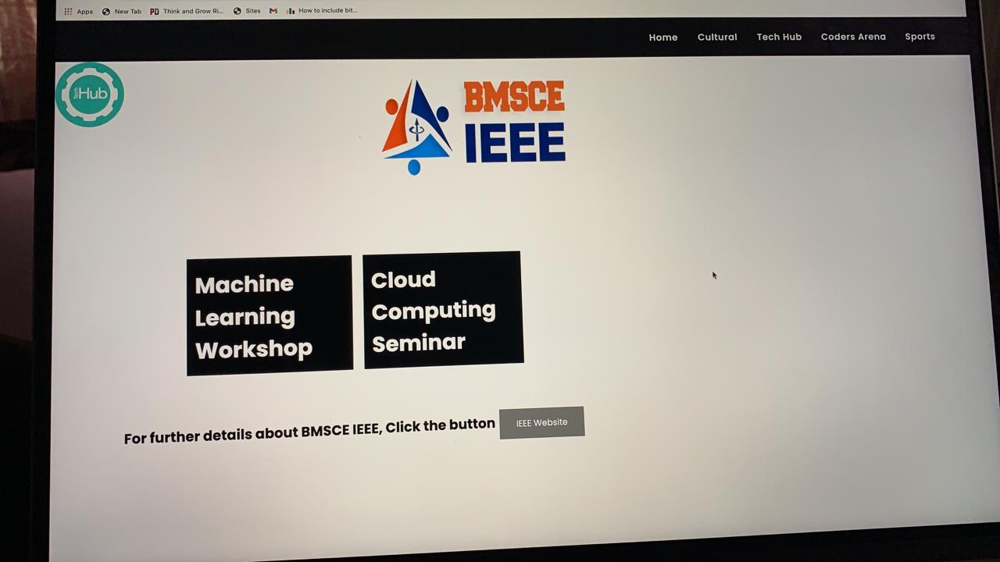 Apps New Tab PD Think and Grow Ri... Sites How to include bit...
Home Cultural Tech Hub Coders Arena Sports
Tech Hub
BMSCE
IEEE
Machine
Learning
Workshop
Cloud
Computing
Seminar
For further details about BMSCE IEEE, Click the button IEEE Website